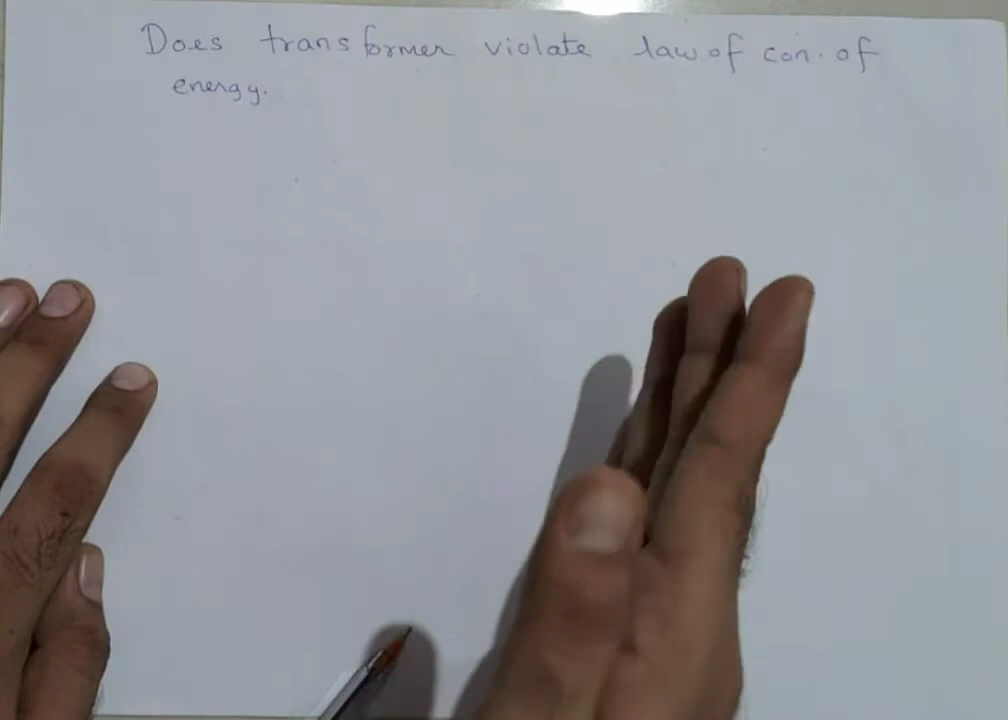 Does transformer violate law of con. of
energy.